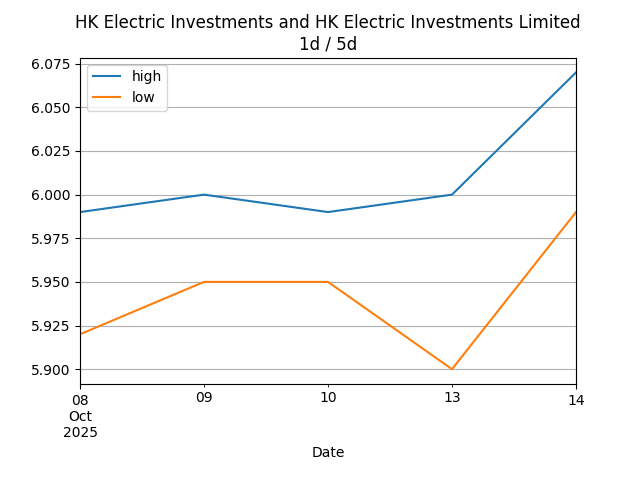 HK Electric Investments and HK Electric Investments Limited
1d / 5d
high
low
6.075
6.050
6.025
6.000
5.975
5.950
5.925
5.900
08
Oct
2025
09
10
13
14
Date